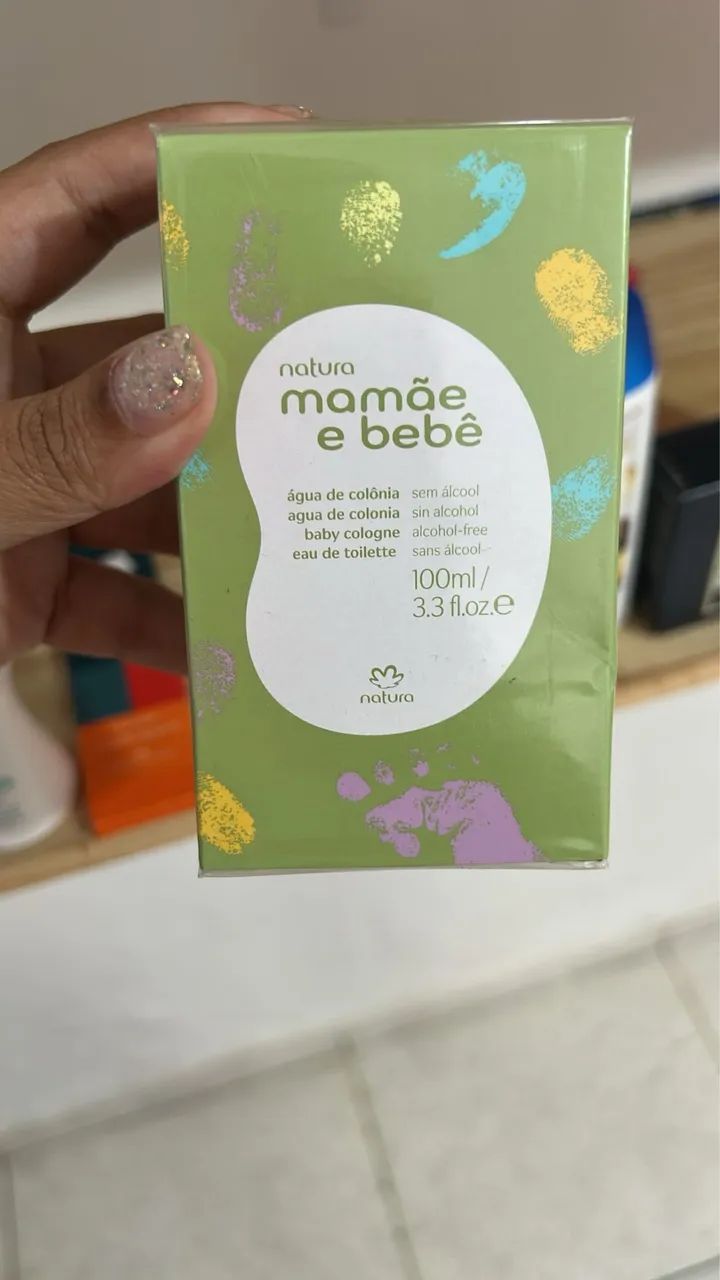 natura
mamãe
e bebê
água de colônia sem álcool
agua de colonia sin alcohol
baby cologne alcohol-free
eau de toilette sans álcool
100ml /
3.3 fl.oz.e
natura